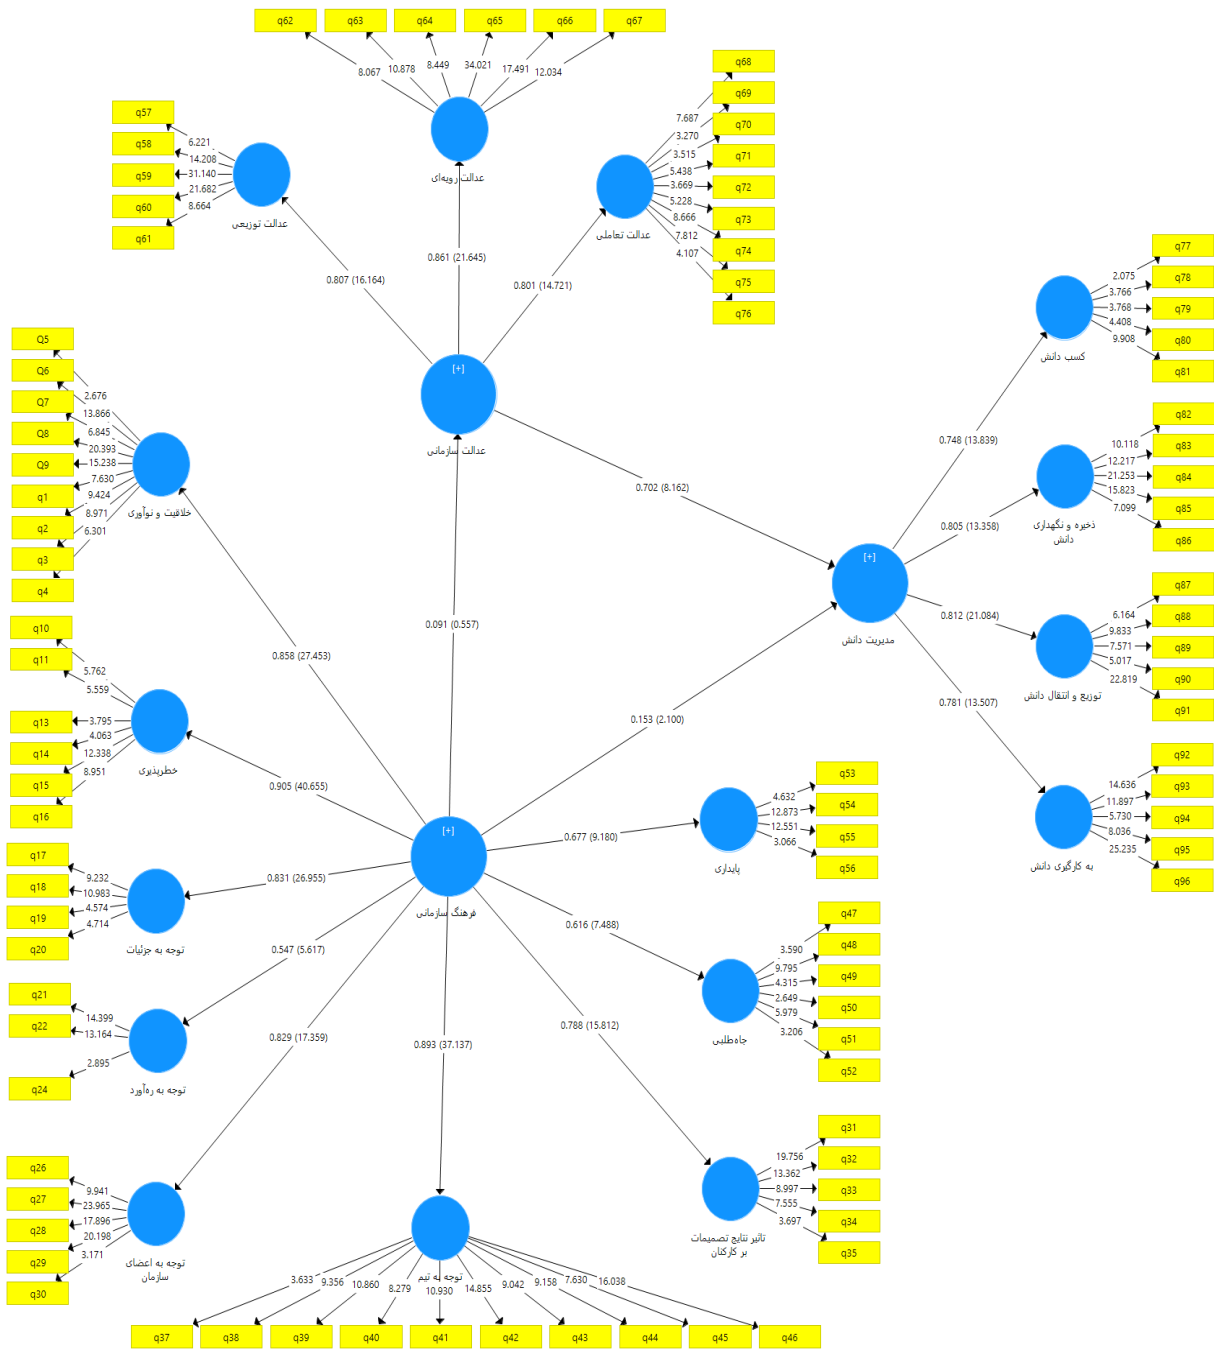 q62
q63
q64
q65
q66
q67
8.067
10.878
8.449
34.021
17.491
12.034
عدالت رویه‌ای
q57
q58
q59
q60
q61
6.221
14.208
31.140
21.682
8.664
عدالت توزیعی
q68
q69
q70
q71
q72
q73
q74
q75
q76
7.687
3.270
3.515
5.438
3.669
5.228
8.666
7.812
4.107
عدالت تعاملی
0.807 (16.164)
0.861 (21.645)
0.801 (14.721)
[+]
عدالت سازمانی
Q5
Q6
Q7
Q8
Q9
q1
q2
q3
q4
2.676
13.866
6.845
20.393
15.238
7.630
9.424
8.971
6.301
خلاقیت و نوآوری
q77
q78
q79
q80
q81
2.075
3.766
3.768
4.408
9.908
کسب دانش
q82
q83
q84
q85
q86
10.118
12.217
21.253
15.823
7.099
ذخیره و نگهداری
دانش
0.702 (8.162)
0.748 (13.839)
0.805 (13.358)
0.812 (21.084)
0.781 (13.507)
[+]
مدیریت دانش
q87
q88
q89
q90
q91
6.164
9.833
7.571
5.017
22.819
توزیع و انتقال دانش
q92
q93
q94
q95
q96
14.636
11.897
5.730
8.036
25.235
به کارگیری دانش
0.091 (0.557)
0.858 (27.453)
0.153 (2.100)
q10
q11
q13
q14
q15
q16
5.762
5.559
3.795
4.063
12.338
8.951
خطرپذیری
0.905 (40.655)
[+]
فرهنگ سازمانی
0.677 (9.180)
q53
q54
q55
q56
4.632
12.873
12.551
3.066
پایداری
q17
q18
q19
q20
9.232
10.983
4.574
4.714
توجه به جزئیات
0.831 (26.955)
0.547 (5.617)
0.616 (7.488)
q47
q48
q49
q50
q51
q52
3.590
9.795
4.315
2.649
5.979
3.206
جاه‌طلبی
q21
q22
q24
14.399
13.164
2.895
توجه به ره‌آورد
0.829 (17.359)
0.893 (37.137)
0.788 (15.812)
q31
q32
q33
q34
q35
19.756
13.362
8.997
7.555
3.697
تاثیر نتایج تصمیمات
بر کارکنان
q26
q27
q28
q29
q30
9.941
23.965
17.896
20.198
3.171
توجه به اعضای
سازمان
توجه به تیم
3.633
9.356
10.860
8.279
10.930
14.855
9.042
9.158
7.630
16.038
q37
q38
q39
q40
q41
q42
q43
q44
q45
q46